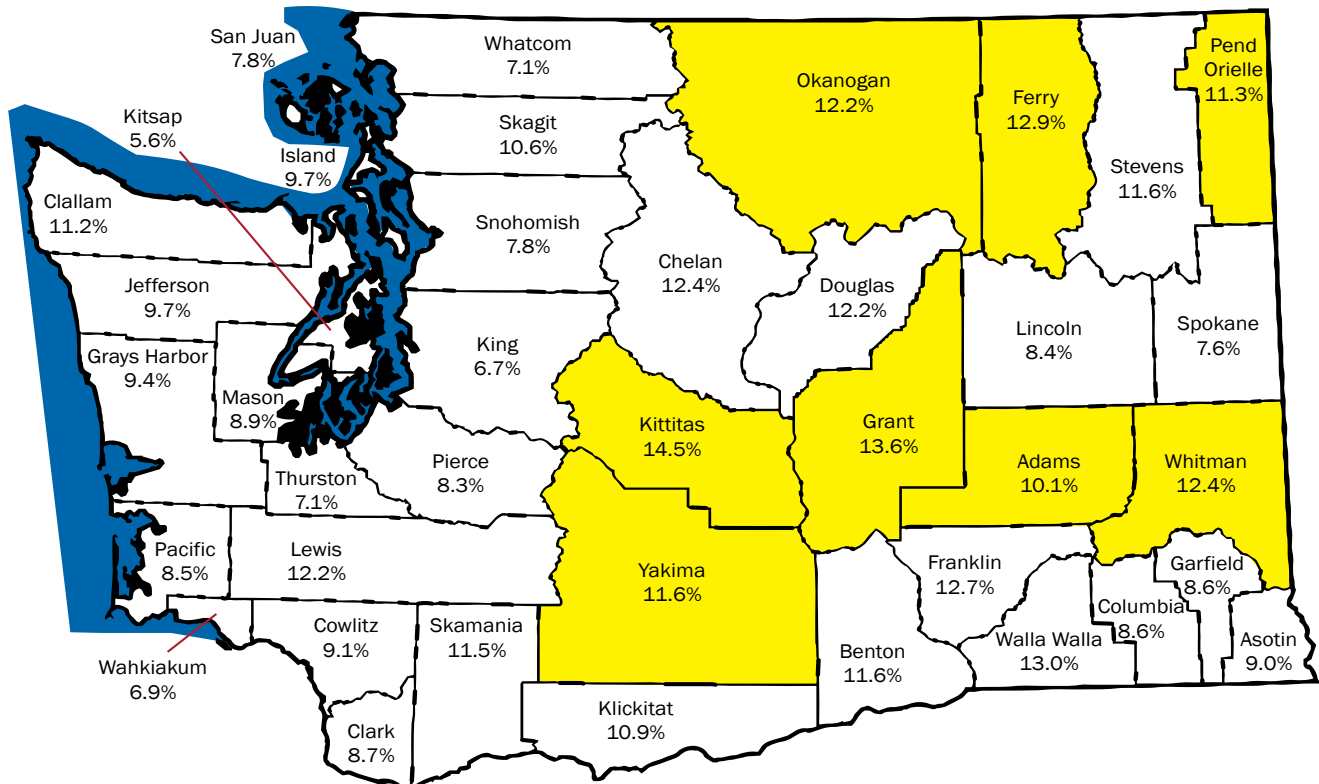 San Juan
7.8%
Whatcom
7.1%
Okanogan
12.2%
Ferry
12.9%
Pend
Orielle
11.3%
Kitsap
5.6%
Skagit
10.6%
Island
9.7%
Stevens
11.6%
Clallam
11.2%
Snohomish
7.8%
Chelan
12.4%
Douglas
12.2%
Jefferson
9.7%
Lincoln
8.4%
Spokane
7.6%
King
6.7%
Grays Harbor
9.4%
Mason
8.9%
Kittitas
14.5%
Grant
13.6%
Adams
10.1%
Whitman
12.4%
Thurston
7.1%
Pierce
8.3%
Pacific
8.5%
Lewis
12.2%
Yakima
11.6%
Franklin
12.7%
Garfield
8.6%
Columbia
8.6%
Wahkiakum
6.9%
Cowlitz
9.1%
Skamania
11.5%
Benton
11.6%
Walla Walla
13.0%
Asotin
9.0%
Clark
8.7%
Klickitat
10.9%